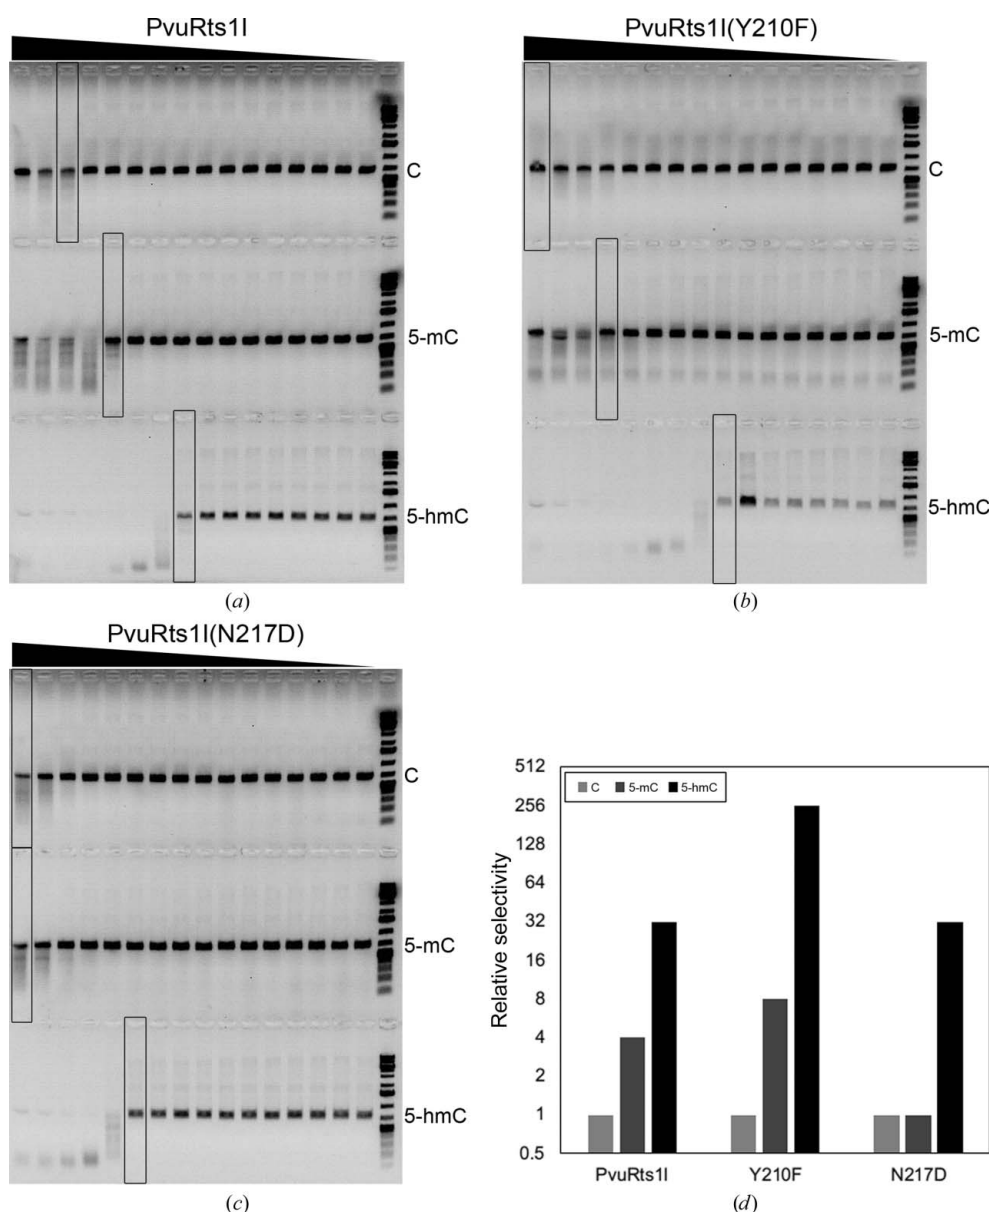 PvuRts1I
C
5-mC
5-hmC
(a)
PvuRts1I(Y210F)
C
5-mC
5-hmC
(b)
PvuRts1I(N217D)
C
5-mC
5-hmC
(c)
Relative selectivity
512
256
128
64
32
16
8
4
2
1
0.5
C 5-mC 5-hmC
PvuRts1I Y210F N217D
(d)